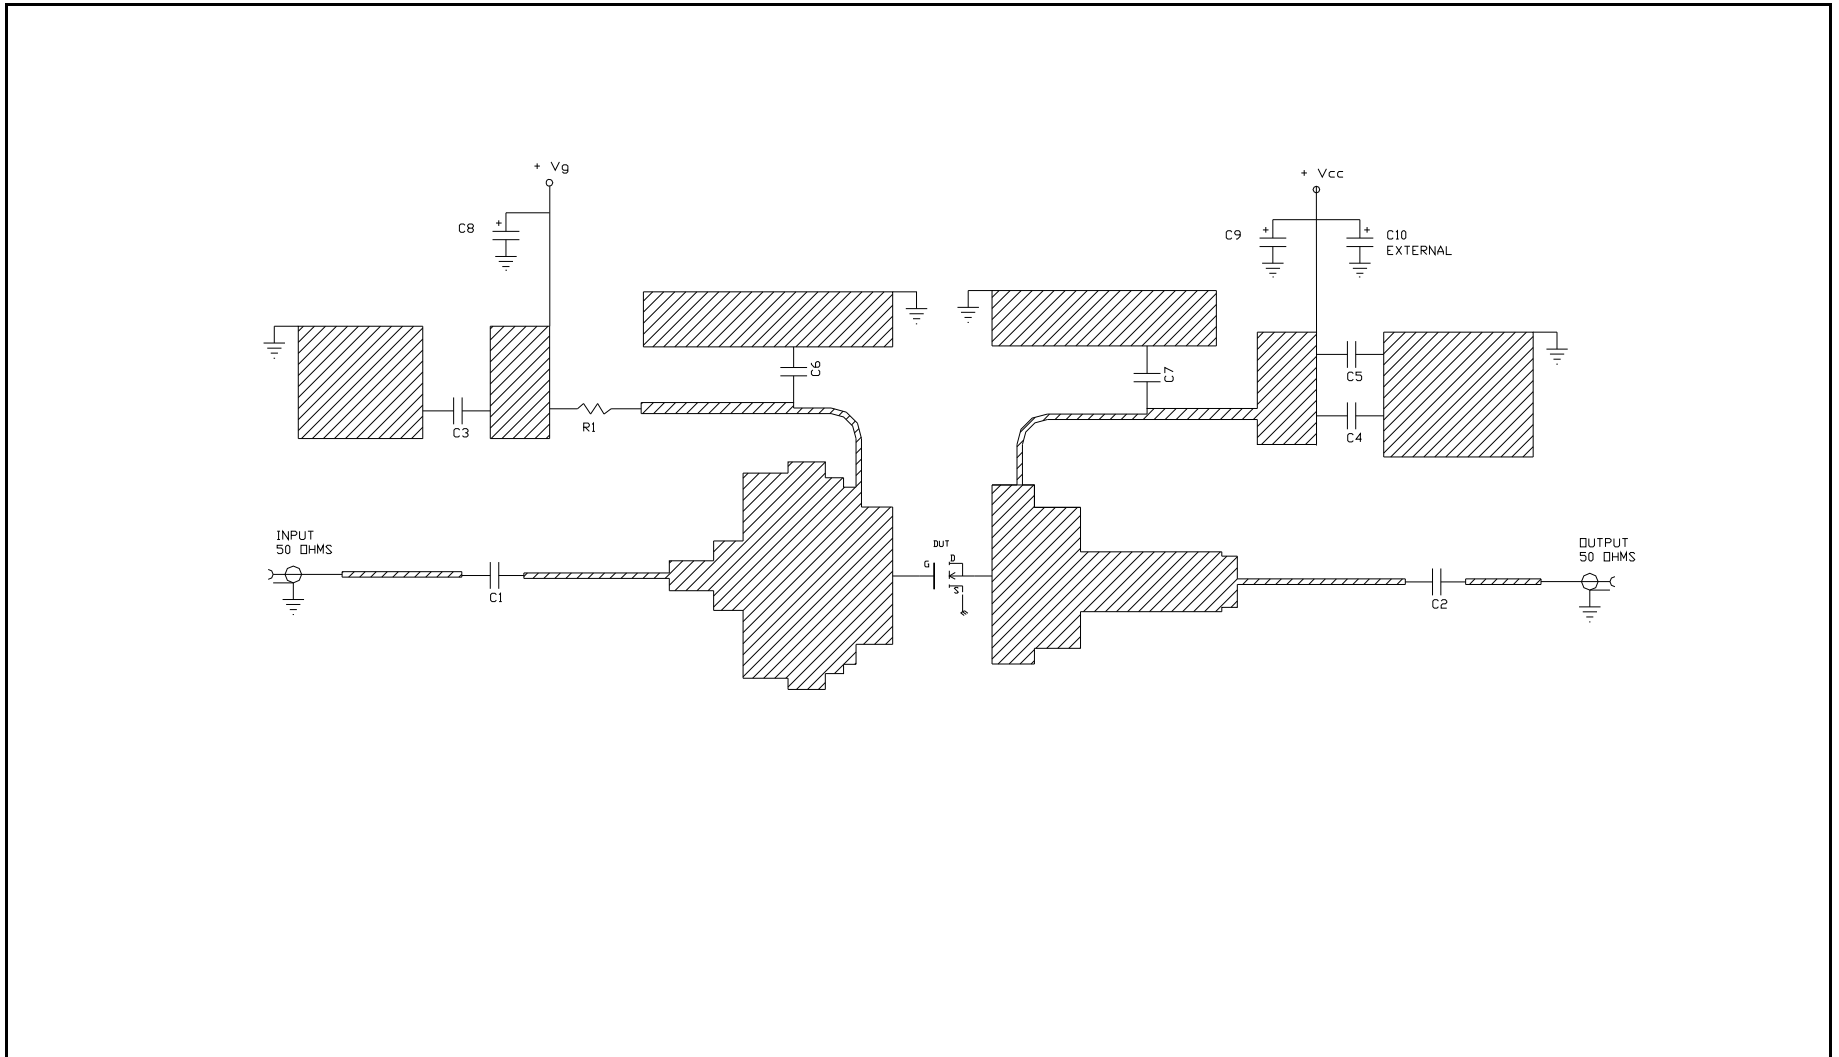 + Vg
+ Vcc
C8
+
C9
+
+
C10
EXTERNAL
C6
C7
C5
C3
R1
C4
INPUT
50 OHMS
C1
DUT
G
D
S
OUTPUT
50 OHMS
C2